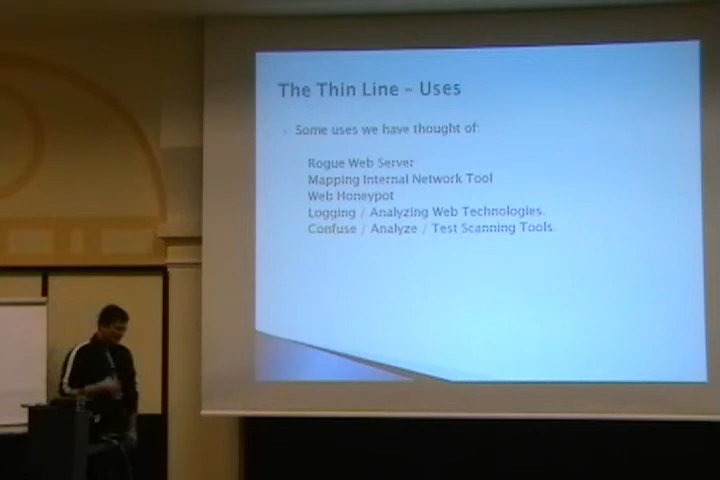 The Thin Line – Uses
Some uses we have thought of:
Rogue Web Server
Mapping Internal Network Tool
Web Honeypot
Logging / Analyzing Web Technologies.
Confuse / Analyze / Test Scanning Tools.